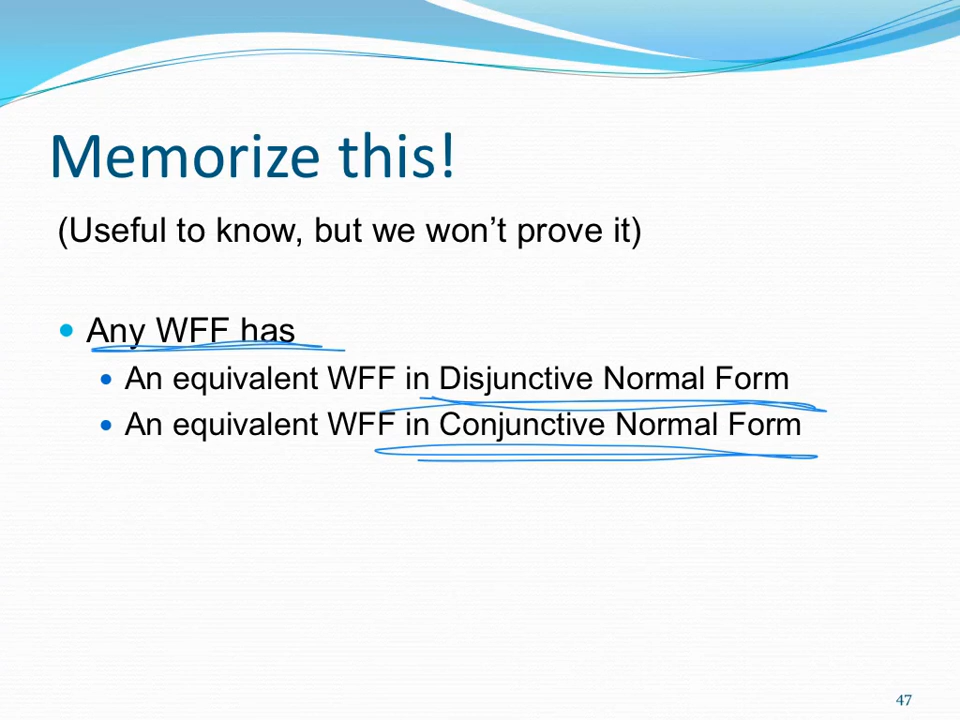 Memorize this!
(Useful to know, but we won’t prove it)
• Any WFF has
• An equivalent WFF in Disjunctive Normal Form
• An equivalent WFF in Conjunctive Normal Form
47